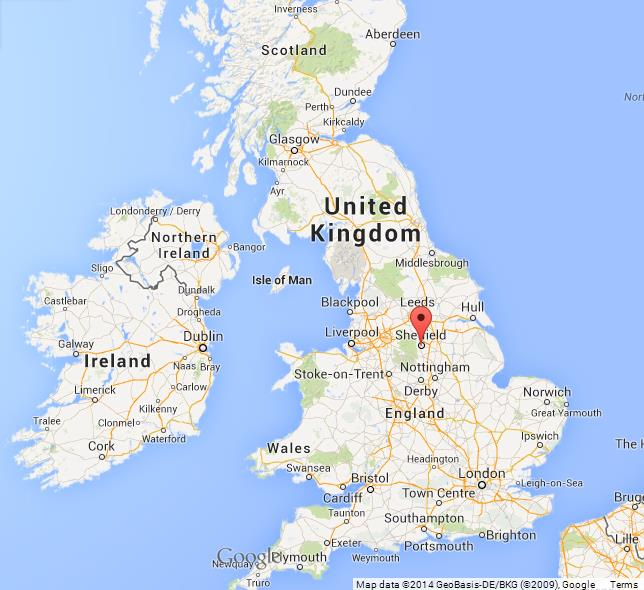 Inverness
Aberdeen
Scotland
Dundee
Perth
Kirkcaldy
Glasgow
Kilmarnock
Ayr
United
Kingdom
Londonderry / Derry
Northern
Ireland
Bangor
Sligo
Isle of Man
Middlesbrough
Dundalk
Castlebar
Drogheda
Blackpool
Leeds
Hull
Galway
Dublin
Liverpool
Ireland
Naas
Bray
Stoke-on-Trent
Nottingham
Limerick
Carlow
Derby
Norwich
Kilkenny
England
Great Yarmouth
Tralee
Clonmel
Waterford
Ipswich
Cork
Wales
Headington
Swansea
London
Bristol
Leigh-on-Sea
Cardiff
Town Centre
Taunton
Southampton
Brighton
Exeter
Portsmouth
Lille
Google
Plymouth
Weymouth
Newquay
Truro
Map data ©2014 GeoBasis-DE/BKG (©2009), Google
Terms